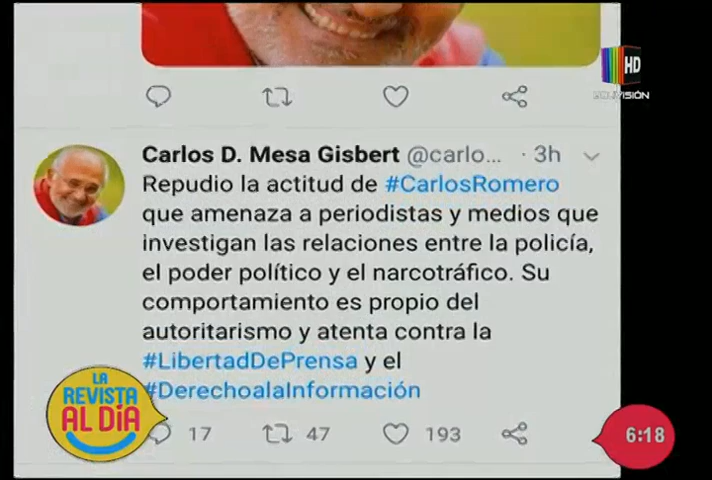 HD
BOLIVISIÓN
Carlos D. Mesa Gisbert @carlo... · 3h
Repudio la actitud de #CarlosRomero
que amenaza a periodistas y medios que
investigan las relaciones entre la policía,
el poder político y el narcotráfico. Su
comportamiento es propio del
autoritarismo y atenta contra la
#LibertadDePrensa y el
#DerechoalaInformación
17 47 193
LA
REVISTA
AL DÍA
6:18